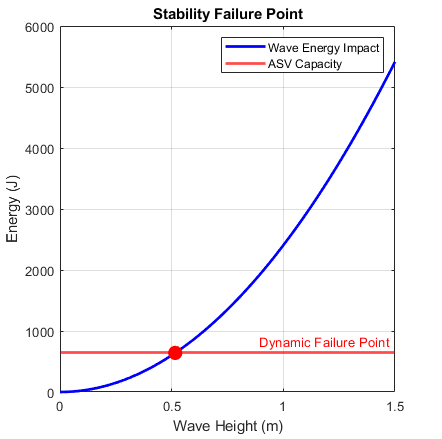 Stability Failure Point
Wave Energy Impact
ASV Capacity
6000
5000
4000
3000
2000
1000
0
Energy (J)
Dynamic Failure Point
0
0.5
1
1.5
Wave Height (m)